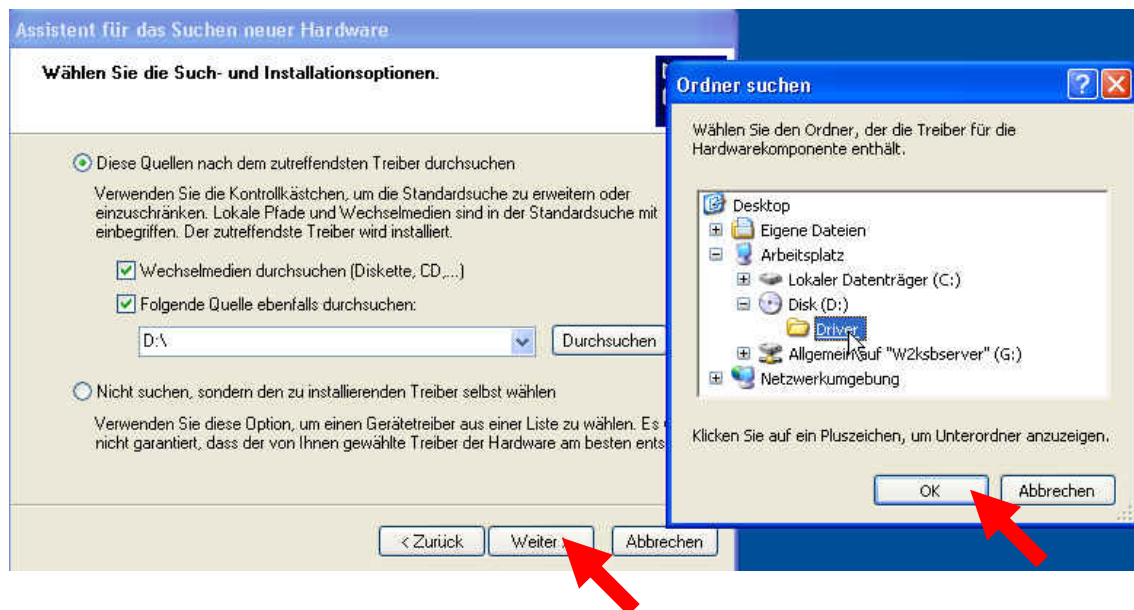 Assistent für das Suchen neuer Hardware
Wählen Sie die Such- und Installationsoptionen.
Diese Quellen nach dem zutreffendsten Treiber durchsuchen
Verwenden Sie die Kontrollkästchen, um die Standardsuche zu erweitern oder
einzuschränken. Lokale Pfade und Wechselmedien sind in der Standardsuche mit
einbegriffen. Der zutreffendste Treiber wird installiert.
Wechselmedien durchsuchen (Diskette, CD,...)
Folgende Quelle ebenfalls durchsuchen:
D:\
Durchsuchen
Nicht suchen, sondern den zu installierenden Treiber selbst wählen
Verwenden Sie diese Option, um einen Gerätetreiber aus einer Liste zu wählen. Es
nicht garantiert, dass der von Ihnen gewählte Treiber der Hardware am besten
< Zurück
Weiter
Abbrechen
Ordner suchen
Wählen Sie den Ordner, der die Treiber für die
Hardwarekomponente enthält.
Desktop
Eigene Dateien
Arbeitsplatz
Lokaler Datenträger (C:)
Disk (D:)
Driver
Allgemein auf "W2ksbserver" (G:)
Netzwerkumgebung
Klicken Sie auf ein Pluszeichen, um Unterordner anzuzeigen.
OK
Abbrechen